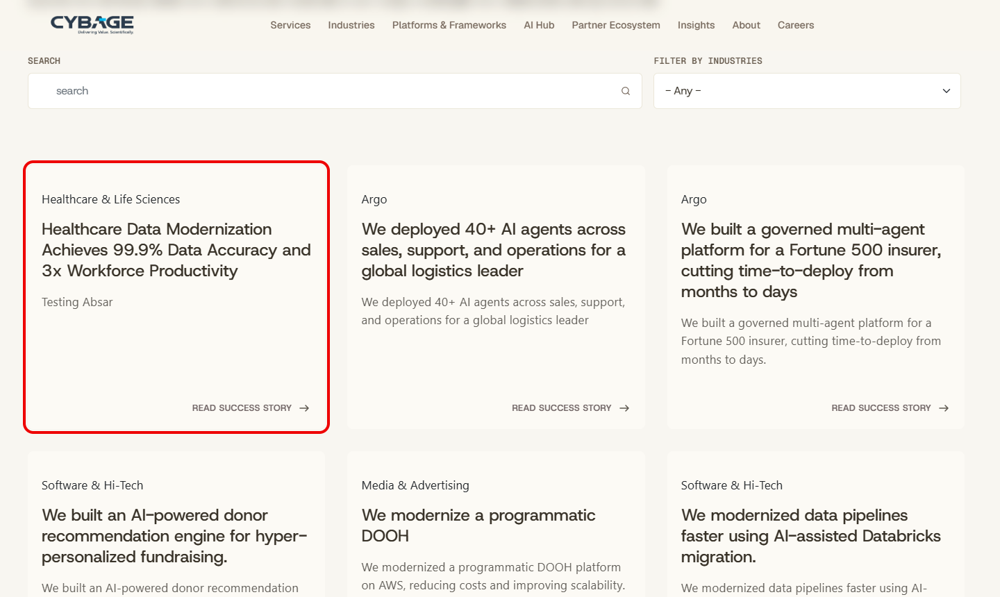 CYBAGE
Delivering Value. Scientifically.
Services Industries Platforms & Frameworks AI Hub Partner Ecosystem Insights About Careers
SEARCH
search
FILTER BY INDUSTRIES
- Any -
Healthcare & Life Sciences
Healthcare Data Modernization
Achieves 99.9% Data Accuracy and
3x Workforce Productivity
Testing Absar
READ SUCCESS STORY →
Argo
We deployed 40+ AI agents across
sales, support, and operations for a
global logistics leader
We deployed 40+ AI agents across sales, support,
and operations for a global logistics leader
READ SUCCESS STORY →
Argo
We built a governed multi-agent
platform for a Fortune 500 insurer,
cutting time-to-deploy from
months to days
We built a governed multi-agent platform for a
Fortune 500 insurer, cutting time-to-deploy from
months to days.
READ SUCCESS STORY →
Software & Hi-Tech
We built an AI-powered donor
recommendation engine for hyper-
personalized fundraising.
We built an AI-powered donor recommendation
Media & Advertising
We modernize a programmatic
DOOH
We modernized a programmatic DOOH platform
on AWS, reducing costs and improving scalability.
Software & Hi-Tech
We modernized data pipelines
faster using AI-assisted Databricks
migration.
We modernized data pipelines faster using AI-